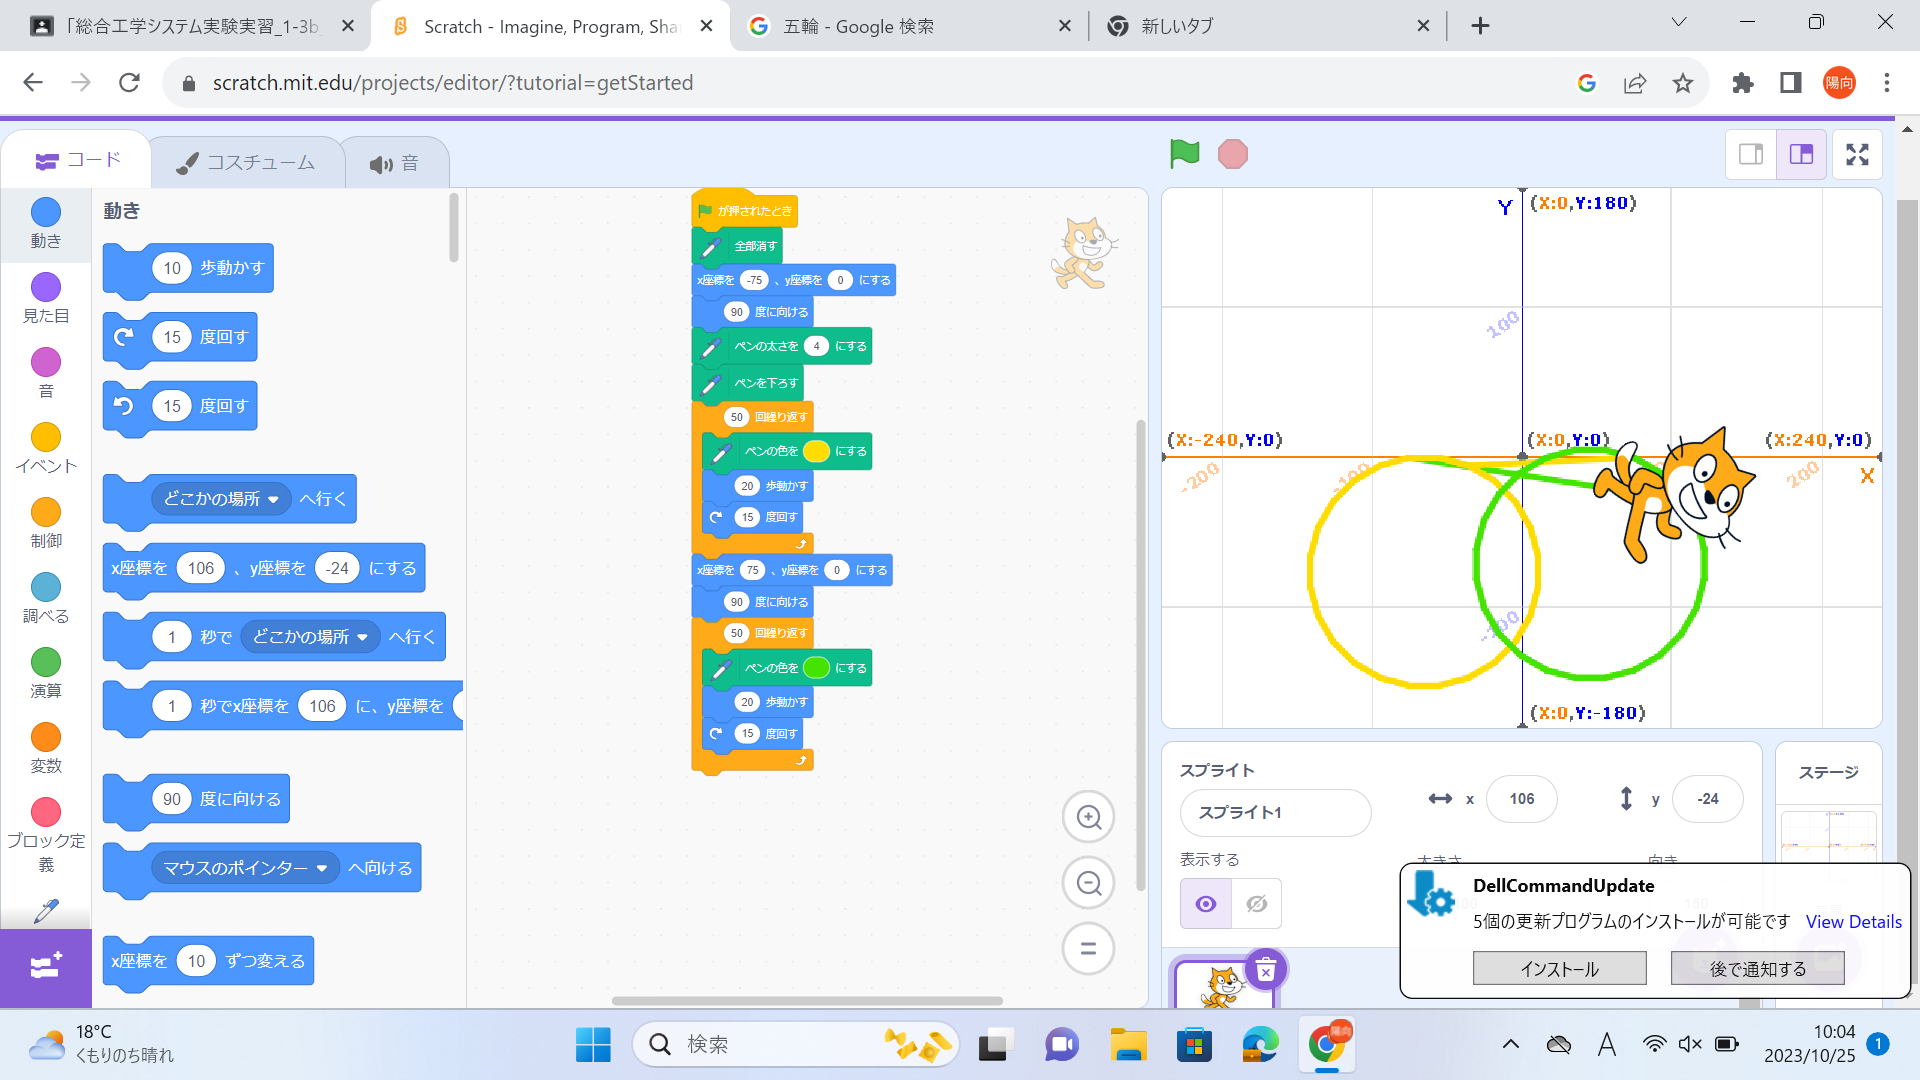 「総合工学システム実験実習_1-3b_
Scratch - Imagine, Program, Sha
五輪 - Google 検索
新しいタブ
scratch.mit.edu/projects/editor/?tutorial=getStarted
陽向
コード
コスチューム
音
動き
見た目
音
イベント
制御
調べる
演算
変数
ブロック定
義
動き
10 歩動かす
15 度回す
15 度回す
どこかの場所 へ行く
x座標を 106 、y座標を -24 にする
1 秒で どこかの場所 へ行く
1 秒でx座標を 106 に、y座標を
90 度に向ける
マウスのポインター へ向ける
x座標を 10 ずつ変える
が押されたとき
全部消す
x座標を -75 、y座標を 0 にする
90 度に向ける
ペンの太さを 4 にする
ペンを下ろす
50 回繰り返す
ペンの色を にする
20 歩動かす
15 度回す
x座標を 75 、y座標を 0 にする
90 度に向ける
50 回繰り返す
ペンの色を にする
20 歩動かす
15 度回す
Y (X:0,Y:180)
100
(X:-240,Y:0) (X:0,Y:0) (X:240,Y:0)
-200 -100 200 X
-100
(X:0,Y:-180)
スプライト
スプライト1
x 106
y -24
表示する
大きさ
向き
ステージ
DellCommandUpdate
5個の更新プログラムのインストールが可能です View Details
インストール
後で通知する
18°C
くもりのち晴れ
検索
陽向
A
10:04
2023/10/25
1